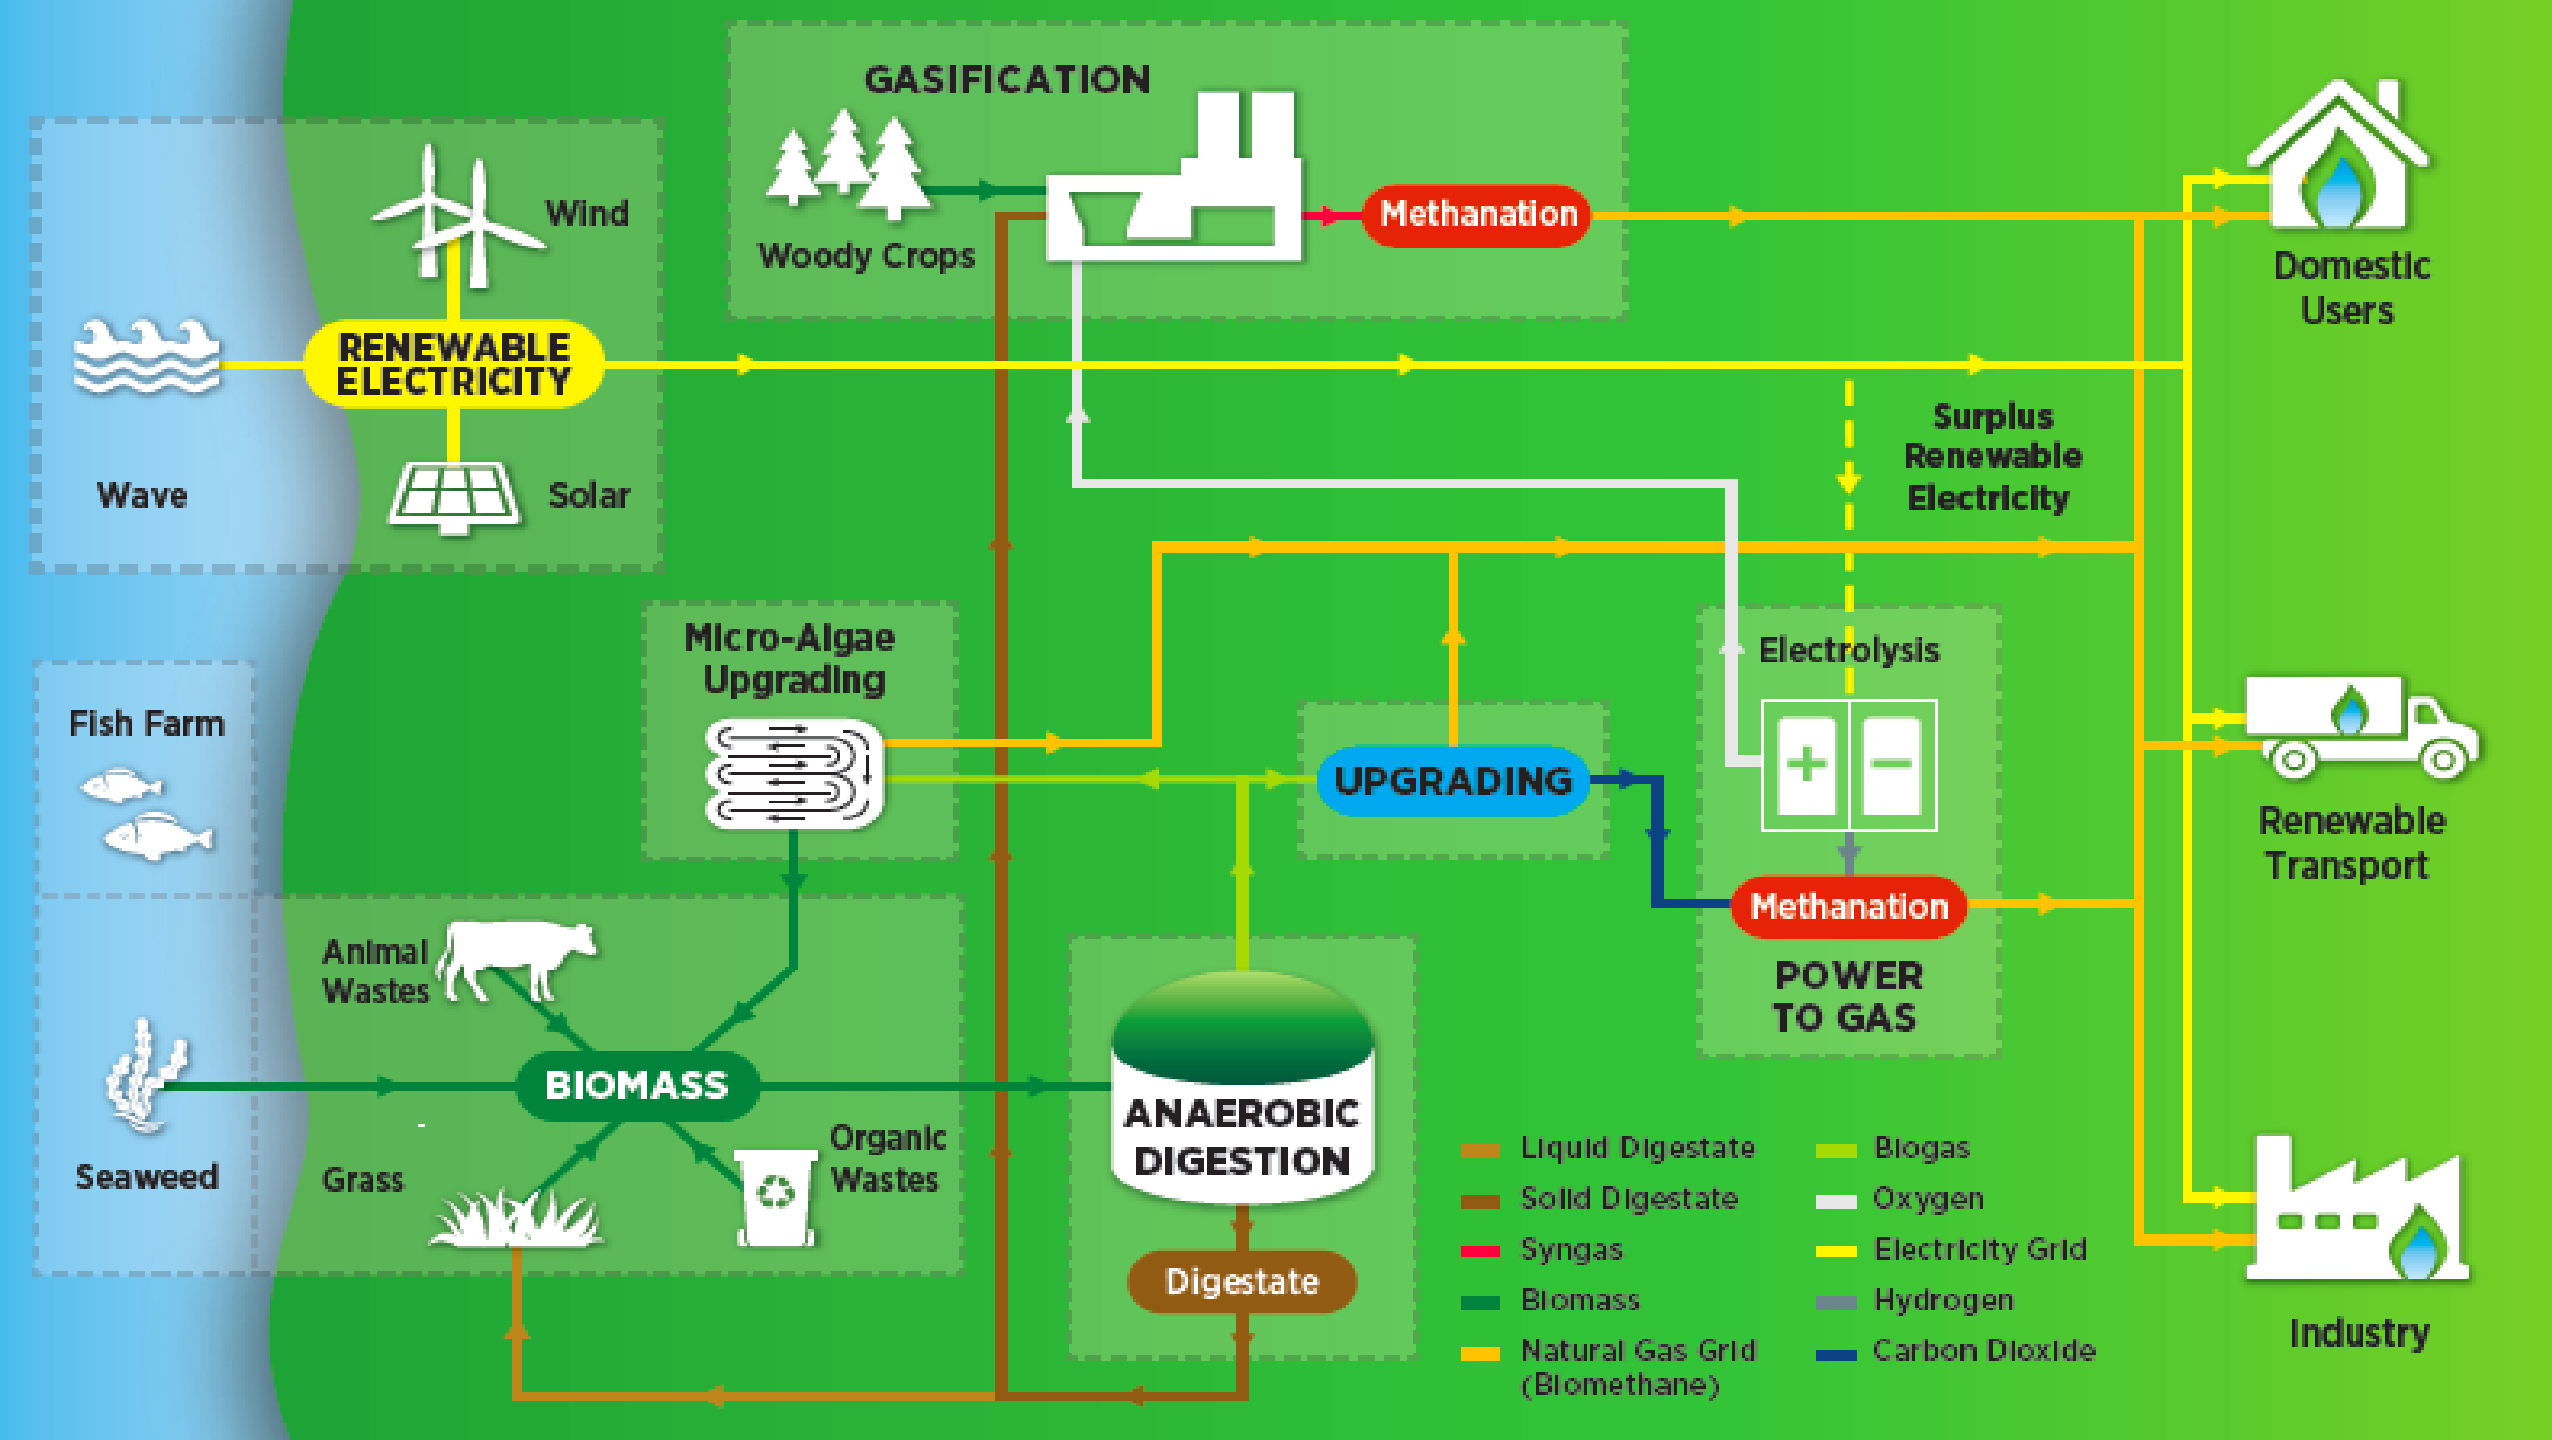 GASIFICATION
Woody Crops
Methanation
Wind
RENEWABLE
ELECTRICITY
Wave
Solar
Domestic
Users
Surplus
Renewable
Electricity
Micro-Algae
Upgrading
Fish Farm
Electrolysis
UPGRADING
Methanation
POWER
TO GAS
Renewable
Transport
Animal
Wastes
BIOMASS
Seaweed
Grass
Organic
Wastes
ANAEROBIC
DIGESTION
Digestate
Liquid Digestate
Solid Digestate
Syngas
Biomass
Natural Gas Grid
(Biomethane)
Biogas
Oxygen
Electricity Grid
Hydrogen
Carbon Dioxide
Industry